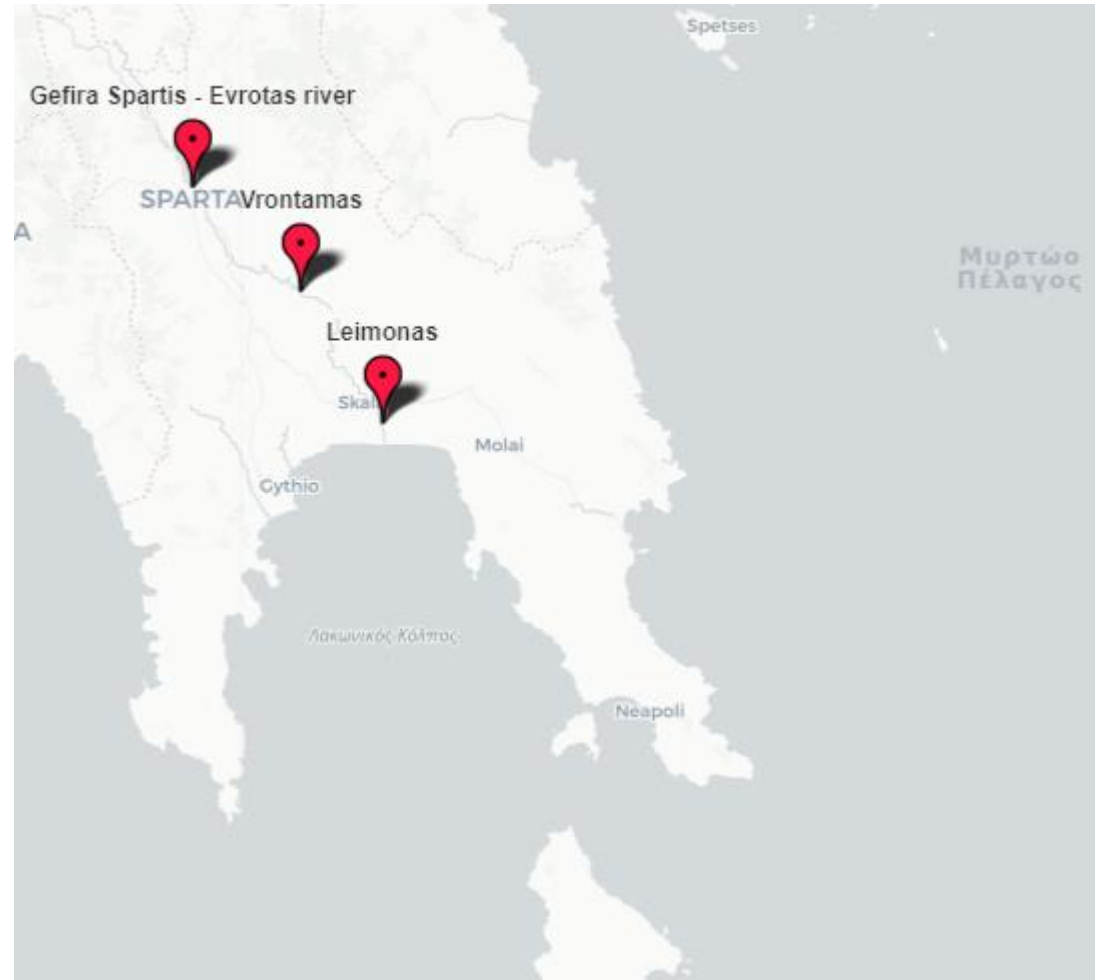 Spetses
Gefira Spartis - Evrotas river
SPARTA
Vrontamas
A
Μυρτώο
Πέλαγος
Leimonas
Molai
Gythio
Λακωνικός Κόλπος
Neapoli